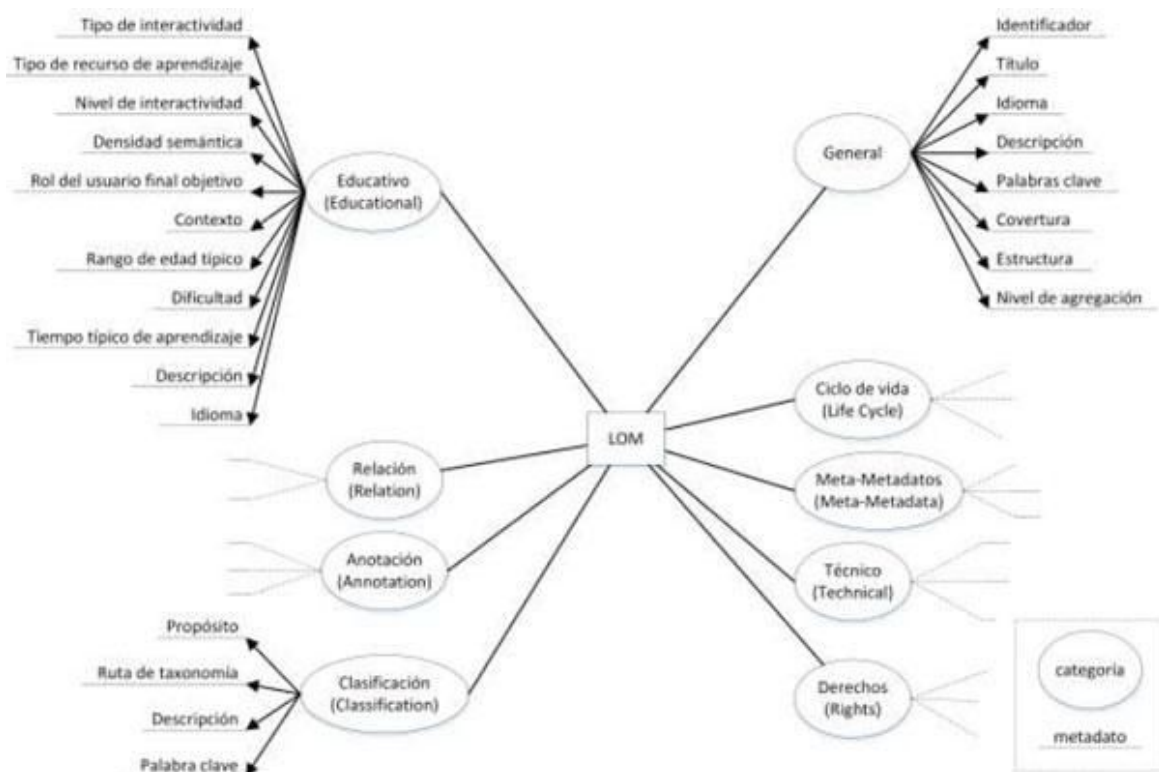 Tipo de interactividad
Tipo de recurso de aprendizaje
Nivel de interactividad
Densidad semántica
Rol del usuario final objetivo
Contexto
Rango de edad típico
Dificultad
Tiempo típico de aprendizaje
Descripción
Idioma
Educativo
(Educational)
General
Identificador
Título
Idioma
Descripción
Palabras clave
Covertura
Estructura
Nivel de agregación
LOM
Relación
(Relation)
Anotación
(Annotation)
Clasificación
(Classification)
Propósito
Ruta de taxonomía
Descripción
Palabra clave
Ciclo de vida
(Life Cycle)
Meta-Metadatos
(Meta-Metadata)
Técnico
(Technical)
Derechos
(Rights)
categoría
metadato